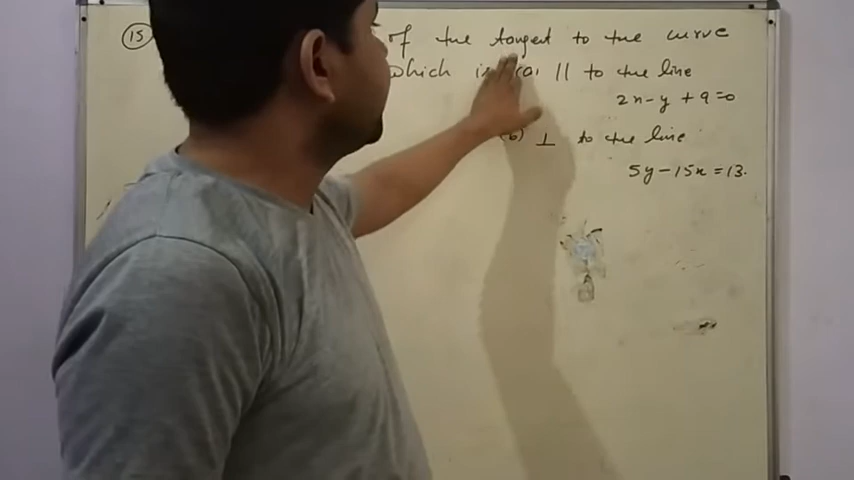 (15) of the tangent to the curve
which is (a) || to the line
2x-y+9=0
(b) ⊥ to the line
5y-15x=13.